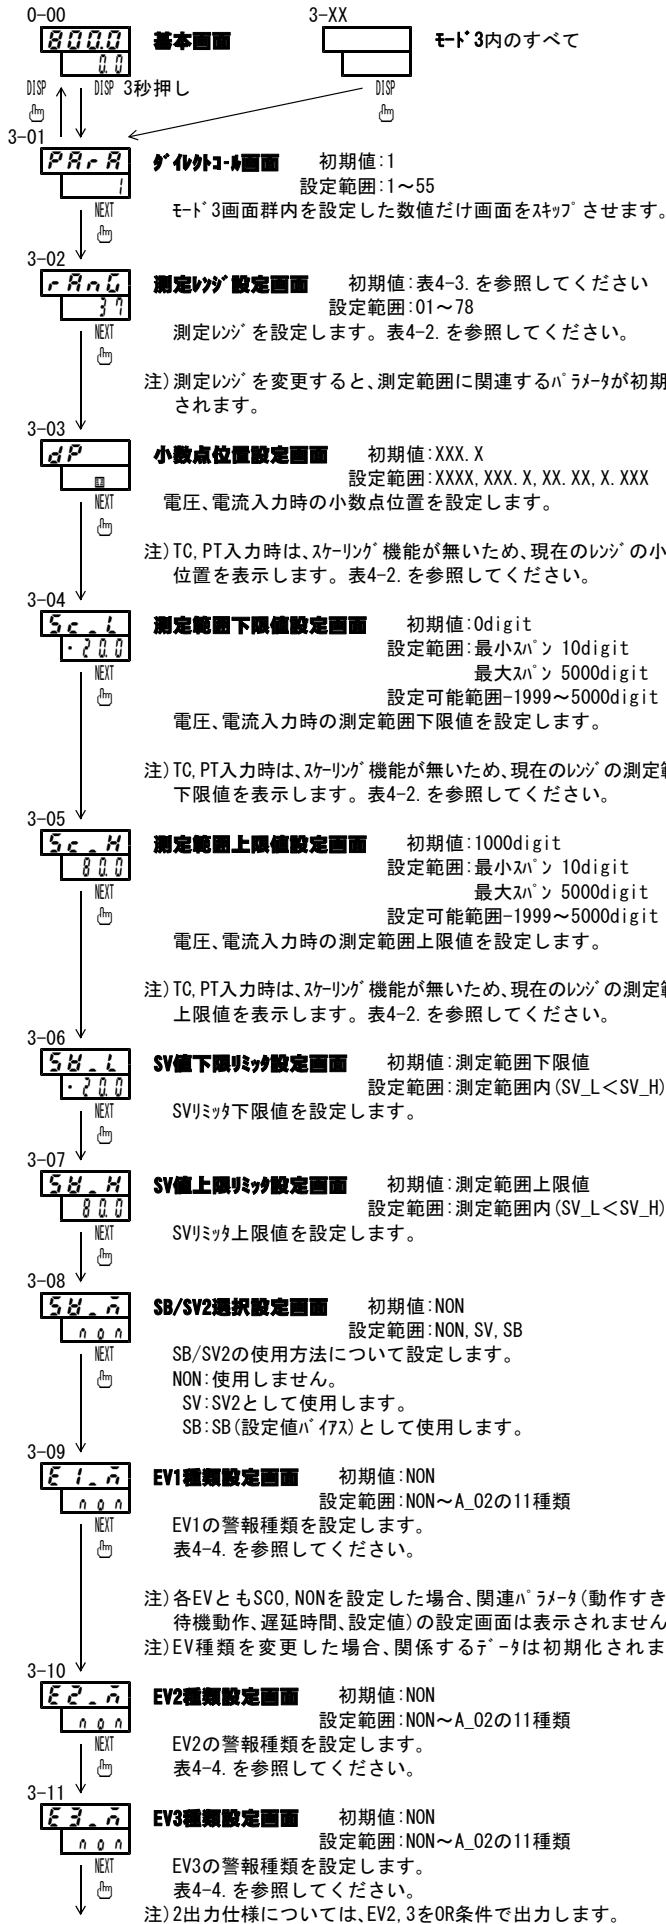 0-00
800.0
0.0
基本画面
3-XX
ﾓｰﾄﾞ3内のすべて
DISP
DISP 3秒押し
DISP
3-01
PArA
1
ﾀﾞｲﾚｸﾄｺｰﾙ画面 初期値:1
設定範囲:1～55
NEXT
ﾓｰﾄﾞ3画面群内を設定した数値だけ画面をｽｷｯﾌﾟさせます。
3-02
rAnG
37
測定ﾚﾝｼﾞ設定画面 初期値:表4-3.を参照してください
設定範囲:01～78
NEXT
測定ﾚﾝｼﾞを設定します。表4-2.を参照してください。
注)測定ﾚﾝｼﾞを変更すると､測定範囲に関連するﾊﾟﾗﾒｰﾀが初期
されます。
3-03
dP
小数点位置設定画面 初期値:XXX.X
設定範囲:XXXX,XXX.X,XX.XX,X.XXX
NEXT
電圧､電流入力時の小数点位置を設定します。
注)TC,PT入力時は､ｽｹｰﾘﾝｸﾞ機能が無いため､現在のﾚﾝｼﾞの小
位置を表示します。表4-2.を参照してください。
3-04
Sc_L
-20.0
測定範囲下限値設定画面 初期値:0digit
設定範囲:最小ｽﾊﾟﾝ 10digit
最大ｽﾊﾟﾝ 5000digit
NEXT
設定可能範囲-1999～5000digit
電圧､電流入力時の測定範囲下限値を設定します。
注)TC,PT入力時は､ｽｹｰﾘﾝｸﾞ機能が無いため､現在のﾚﾝｼﾞの測定範
下限値を表示します。表4-2.を参照してください。
3-05
Sc_H
80.0
測定範囲上限値設定画面 初期値:1000digit
設定範囲:最小ｽﾊﾟﾝ 10digit
最大ｽﾊﾟﾝ 5000digit
NEXT
設定可能範囲-1999～5000digit
電圧､電流入力時の測定範囲上限値を設定します。
注)TC,PT入力時は､ｽｹｰﾘﾝｸﾞ機能が無いため､現在のﾚﾝｼﾞの測定範
上限値を表示します。表4-2.を参照してください。
3-06
SV_L
-20.0
SV値下限ﾘﾐｯﾀ設定画面 初期値:測定範囲下限値
設定範囲:測定範囲内(SV_L＜SV_H)
NEXT
SVﾘﾐｯﾀ下限値を設定します。
3-07
SV_H
80.0
SV値上限ﾘﾐｯﾀ設定画面 初期値:測定範囲上限値
設定範囲:測定範囲内(SV_L＜SV_H)
NEXT
SVﾘﾐｯﾀ上限値を設定します。
3-08
SV_m
non
SB/SV2選択設定画面 初期値:NON
設定範囲:NON,SV,SB
NEXT
SB/SV2の使用方法について設定します。
NON:使用しません。
SV:SV2として使用します。
SB:SB(設定値ﾊﾞｲｱｽ)として使用します。
3-09
E1_m
non
EV1種類設定画面 初期値:NON
設定範囲:NON～A_02の11種類
NEXT
EV1の警報種類を設定します。
表4-4.を参照してください。
注)各EVともSCO,NONを設定した場合､関連ﾊﾟﾗﾒｰﾀ(動作すき
待機動作､遅延時間､設定値)の設定画面は表示されません
注)EV種類を変更した場合､関係するﾃﾞｰﾀは初期化されま
3-10
E2_m
non
EV2種類設定画面 初期値:NON
設定範囲:NON～A_02の11種類
NEXT
EV2の警報種類を設定します。
表4-4.を参照してください。
3-11
E3_m
non
EV3種類設定画面 初期値:NON
設定範囲:NON～A_02の11種類
NEXT
EV3の警報種類を設定します。
表4-4.を参照してください。
注)2出力仕様については､EV2,3をOR条件で出力します。